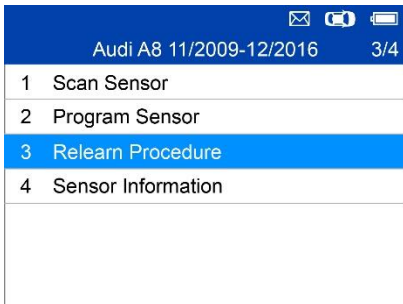 Audi A8 11/2009-12/2016 3/4
1 Scan Sensor
2 Program Sensor
3 Relearn Procedure
4 Sensor Information